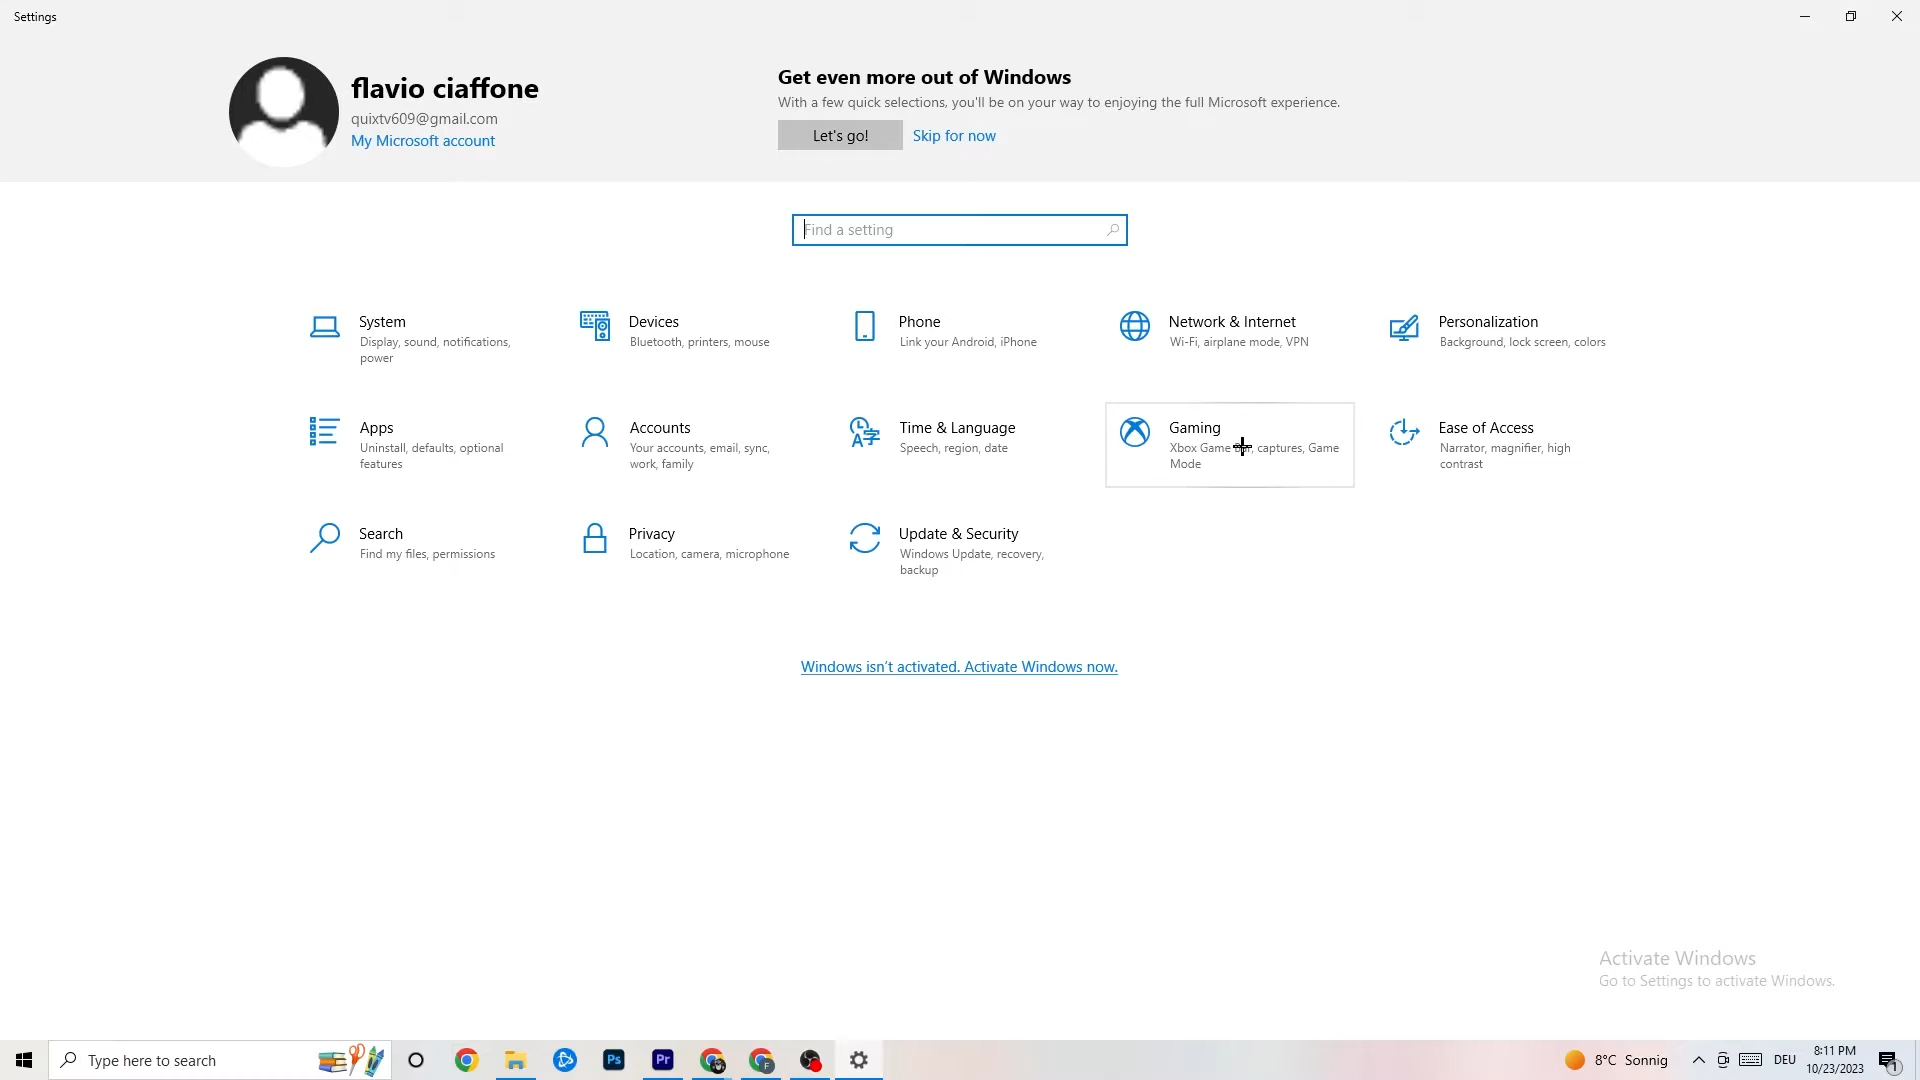 Settings
flavio ciaffone
quixtv609@gmail.com
My Microsoft account
Get even more out of Windows
With a few quick selections, you'll be on your way to enjoying the full Microsoft experience.
Let's go!
Skip for now
Find a setting
System
Display, sound, notifications,
power
Devices
Bluetooth, printers, mouse
Phone
Link your Android, iPhone
Network & Internet
Wi-Fi, airplane mode, VPN
Personalization
Background, lock screen, colors
Apps
Uninstall, defaults, optional
features
Accounts
Your accounts, email, sync,
work, family
Time & Language
Speech, region, date
Gaming
Xbox Game Bar, captures, Game
Mode
Ease of Access
Narrator, magnifier, high
contrast
Search
Find my files, permissions
Privacy
Location, camera, microphone
Update & Security
Windows Update, recovery,
backup
Windows isn't activated. Activate Windows now.
Activate Windows
Go to Settings to activate Windows.
Type here to search
Ps
Pr
F
8°C Sonnig
DEU
8:11 PM
10/23/2023
1